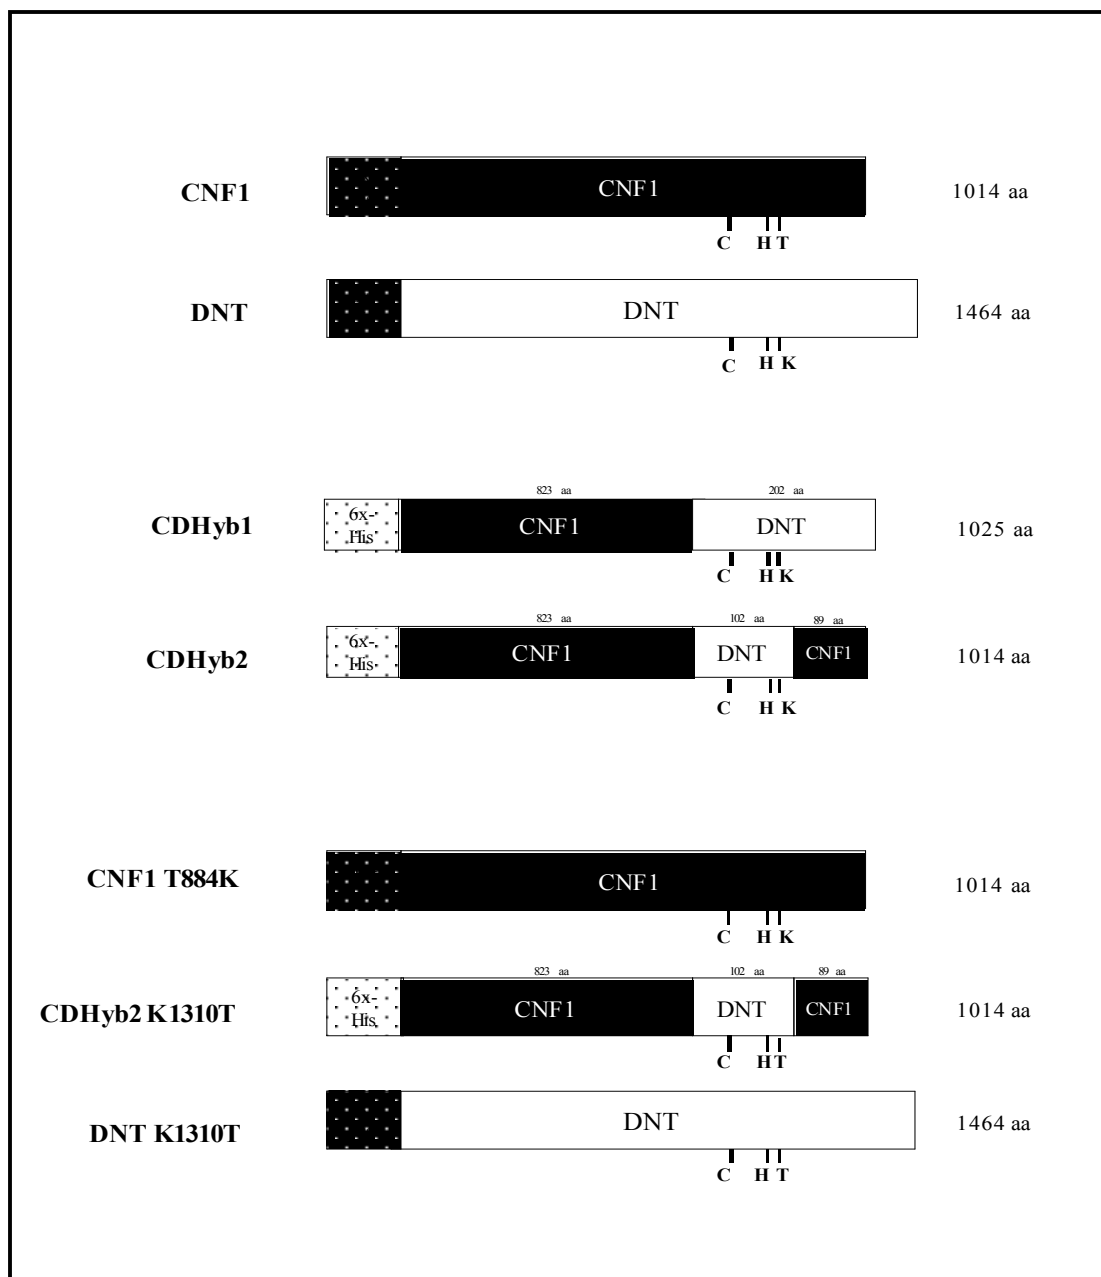 CNF1 CNF1 1014 aa
C H T
DNT DNT 1464 aa
C H K
823 aa 202 aa
CDHyb1 6x-His CNF1 DNT 1025 aa
C H K
823 aa 102 aa 89 aa
CDHyb2 6x-His CNF1 DNT CNF1 1014 aa
C H K
CNF1 T884K CNF1 1014 aa
C H K
823 aa 102 aa 89 aa
CDHyb2 K1310T 6x-His CNF1 DNT CNF1 1014 aa
C H T
DNT K1310T DNT 1464 aa
C H T